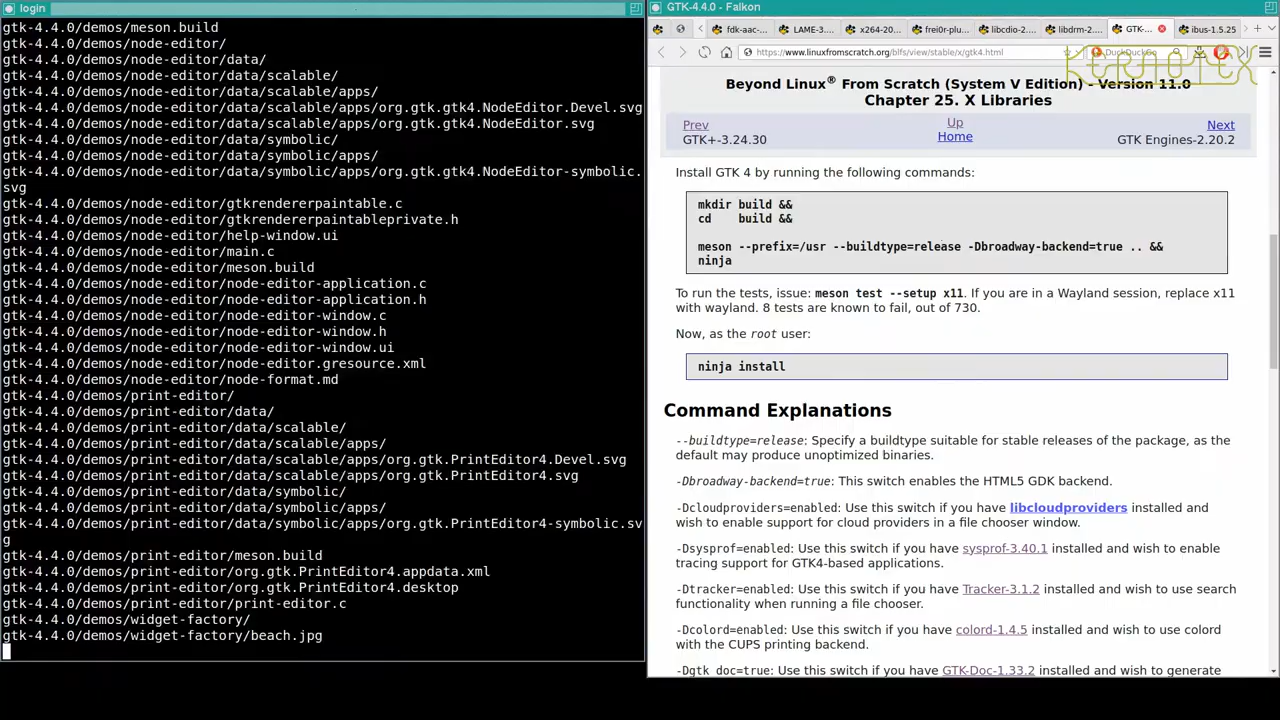 login
gtk-4.4.0/demos/meson.build
gtk-4.4.0/demos/node-editor/
gtk-4.4.0/demos/node-editor/data/
gtk-4.4.0/demos/node-editor/data/scalable/
gtk-4.4.0/demos/node-editor/data/scalable/apps/
gtk-4.4.0/demos/node-editor/data/scalable/apps/org.gtk.gtk4.NodeEditor.Devel.svg
gtk-4.4.0/demos/node-editor/data/scalable/apps/org.gtk.gtk4.NodeEditor.svg
gtk-4.4.0/demos/node-editor/data/symbolic/
gtk-4.4.0/demos/node-editor/data/symbolic/apps/
gtk-4.4.0/demos/node-editor/data/symbolic/apps/org.gtk.gtk4.NodeEditor-symbolic.
svg
gtk-4.4.0/demos/node-editor/gtkrendererpaintable.c
gtk-4.4.0/demos/node-editor/gtkrendererpaintableprivate.h
gtk-4.4.0/demos/node-editor/help-window.ui
gtk-4.4.0/demos/node-editor/main.c
gtk-4.4.0/demos/node-editor/meson.build
gtk-4.4.0/demos/node-editor/node-editor-application.c
gtk-4.4.0/demos/node-editor/node-editor-application.h
gtk-4.4.0/demos/node-editor/node-editor-window.c
gtk-4.4.0/demos/node-editor/node-editor-window.h
gtk-4.4.0/demos/node-editor/node-editor-window.ui
gtk-4.4.0/demos/node-editor/node-editor.gresource.xml
gtk-4.4.0/demos/node-editor/node-format.md
gtk-4.4.0/demos/print-editor/
gtk-4.4.0/demos/print-editor/data/
gtk-4.4.0/demos/print-editor/data/scalable/
gtk-4.4.0/demos/print-editor/data/scalable/apps/
gtk-4.4.0/demos/print-editor/data/scalable/apps/org.gtk.PrintEditor4.Devel.svg
gtk-4.4.0/demos/print-editor/data/scalable/apps/org.gtk.PrintEditor4.svg
gtk-4.4.0/demos/print-editor/data/symbolic/
gtk-4.4.0/demos/print-editor/data/symbolic/apps/
gtk-4.4.0/demos/print-editor/data/symbolic/apps/org.gtk.PrintEditor4-symbolic.sv
g
gtk-4.4.0/demos/print-editor/meson.build
gtk-4.4.0/demos/print-editor/org.gtk.PrintEditor4.appdata.xml
gtk-4.4.0/demos/print-editor/org.gtk.PrintEditor4.desktop
gtk-4.4.0/demos/print-editor/print-editor.c
gtk-4.4.0/demos/widget-factory/
gtk-4.4.0/demos/widget-factory/beach.jpg
GTK-4.4.0 - Falkon
fdk-aac-... LAME-3.... x264-20... frei0r-plu... libcdio-2.... libdrm-2.... GTK-... ibus-1.5.25
https://www.linuxfromscratch.org/blfs/view/stable/x/gtk4.html DuckDuckGo
KERNOTEX
Beyond Linux® From Scratch (System V Edition) - Version 11.0
Chapter 25. X Libraries
Prev Up Next
GTK+-3.24.30 Home GTK Engines-2.20.2
Install GTK 4 by running the following commands:
mkdir build &&
cd    build &&
meson --prefix=/usr --buildtype=release -Dbroadway-backend=true .. &&
ninja
To run the tests, issue: meson test --setup x11. If you are in a Wayland session, replace x11
with wayland. 8 tests are known to fail, out of 730.
Now, as the root user:
ninja install
Command Explanations
--buildtype=release: Specify a buildtype suitable for stable releases of the package, as the
default may produce unoptimized binaries.
-Dbroadway-backend=true: This switch enables the HTML5 GDK backend.
-Dcloudproviders=enabled: Use this switch if you have libcloudproviders installed and
wish to enable support for cloud providers in a file chooser window.
-Dsysprof=enabled: Use this switch if you have sysprof-3.40.1 installed and wish to enable
tracing support for GTK4-based applications.
-Dtracker=enabled: Use this switch if you have Tracker-3.1.2 installed and wish to use search
functionality when running a file chooser.
-Dcolord=enabled: Use this switch if you have colord-1.4.5 installed and wish to use colord
with the CUPS printing backend.
-Dgtk_doc=true: Use this switch if you have GTK-Doc-1.33.2 installed and wish to generate